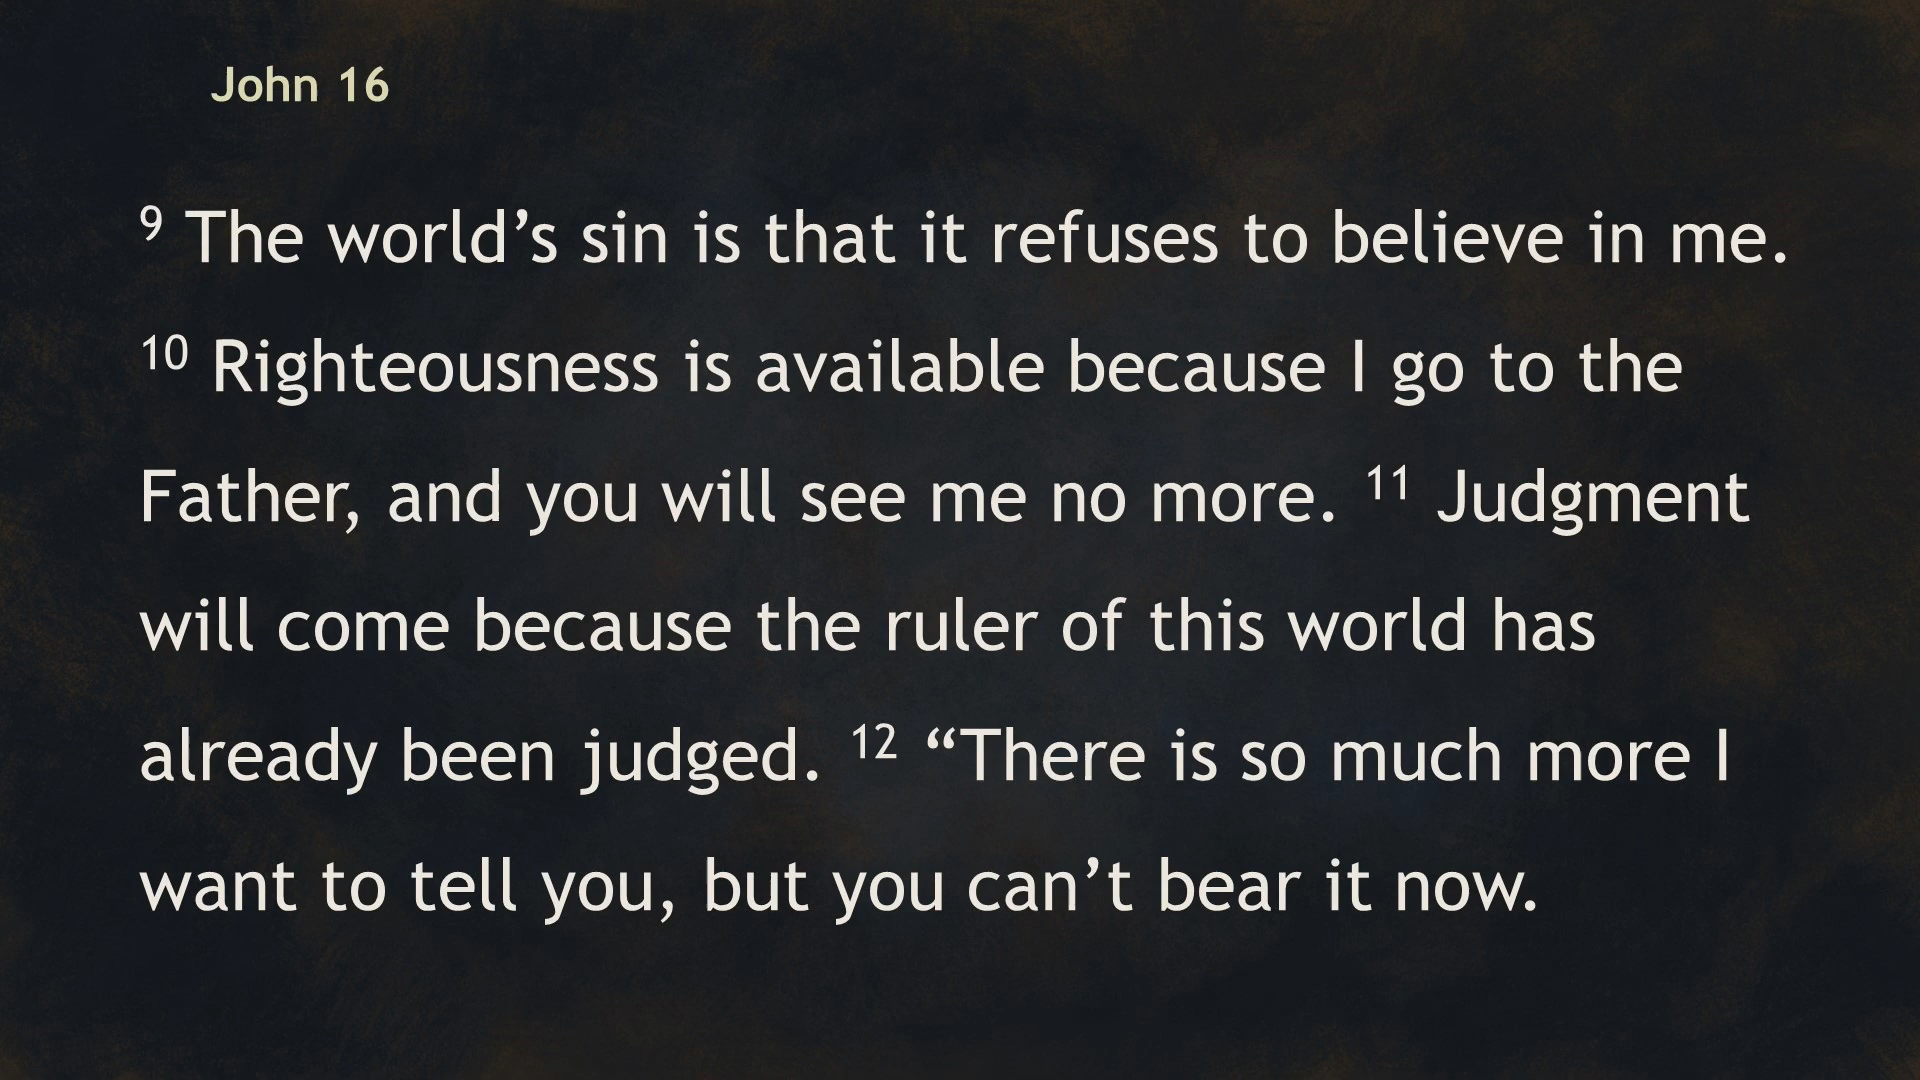 John 16
9 The world’s sin is that it refuses to believe in me.
10 Righteousness is available because I go to the
Father, and you will see me no more. 11 Judgment
will come because the ruler of this world has
already been judged. 12 “There is so much more I
want to tell you, but you can’t bear it now.